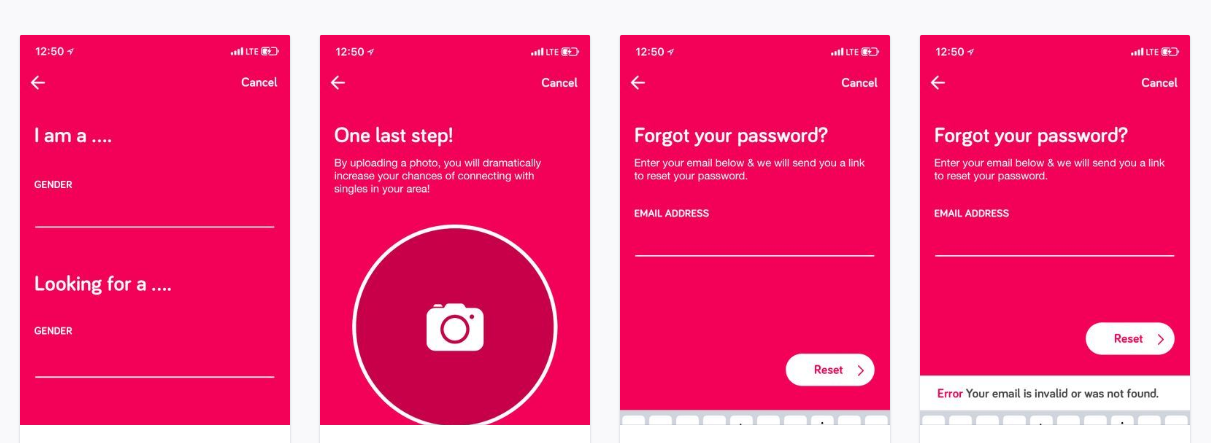 12:50
LTE
Cancel
I am a ....
GENDER
Looking for a ....
GENDER
12:50
LTE
Cancel
One last step!
By uploading a photo, you will dramatically
increase your chances of connecting with
singles in your area!
12:50
LTE
Cancel
Forgot your password?
Enter your email below & we will send you a link
to reset your password.
EMAIL ADDRESS
Reset
12:50
LTE
Cancel
Forgot your password?
Enter your email below & we will send you a link
to reset your password.
EMAIL ADDRESS
Reset
Error Your email is invalid or was not found.